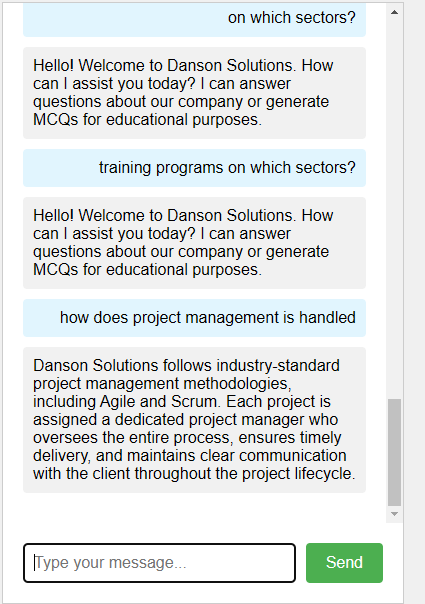 on which sectors?
Hello! Welcome to Danson Solutions. How
can I assist you today? I can answer
questions about our company or generate
MCQs for educational purposes.
training programs on which sectors?
Hello! Welcome to Danson Solutions. How
can I assist you today? I can answer
questions about our company or generate
MCQs for educational purposes.
how does project management is handled
Danson Solutions follows industry-standard
project management methodologies,
including Agile and Scrum. Each project is
assigned a dedicated project manager who
oversees the entire process, ensures timely
delivery, and maintains clear communication
with the client throughout the project lifecycle.
Type your message...
Send